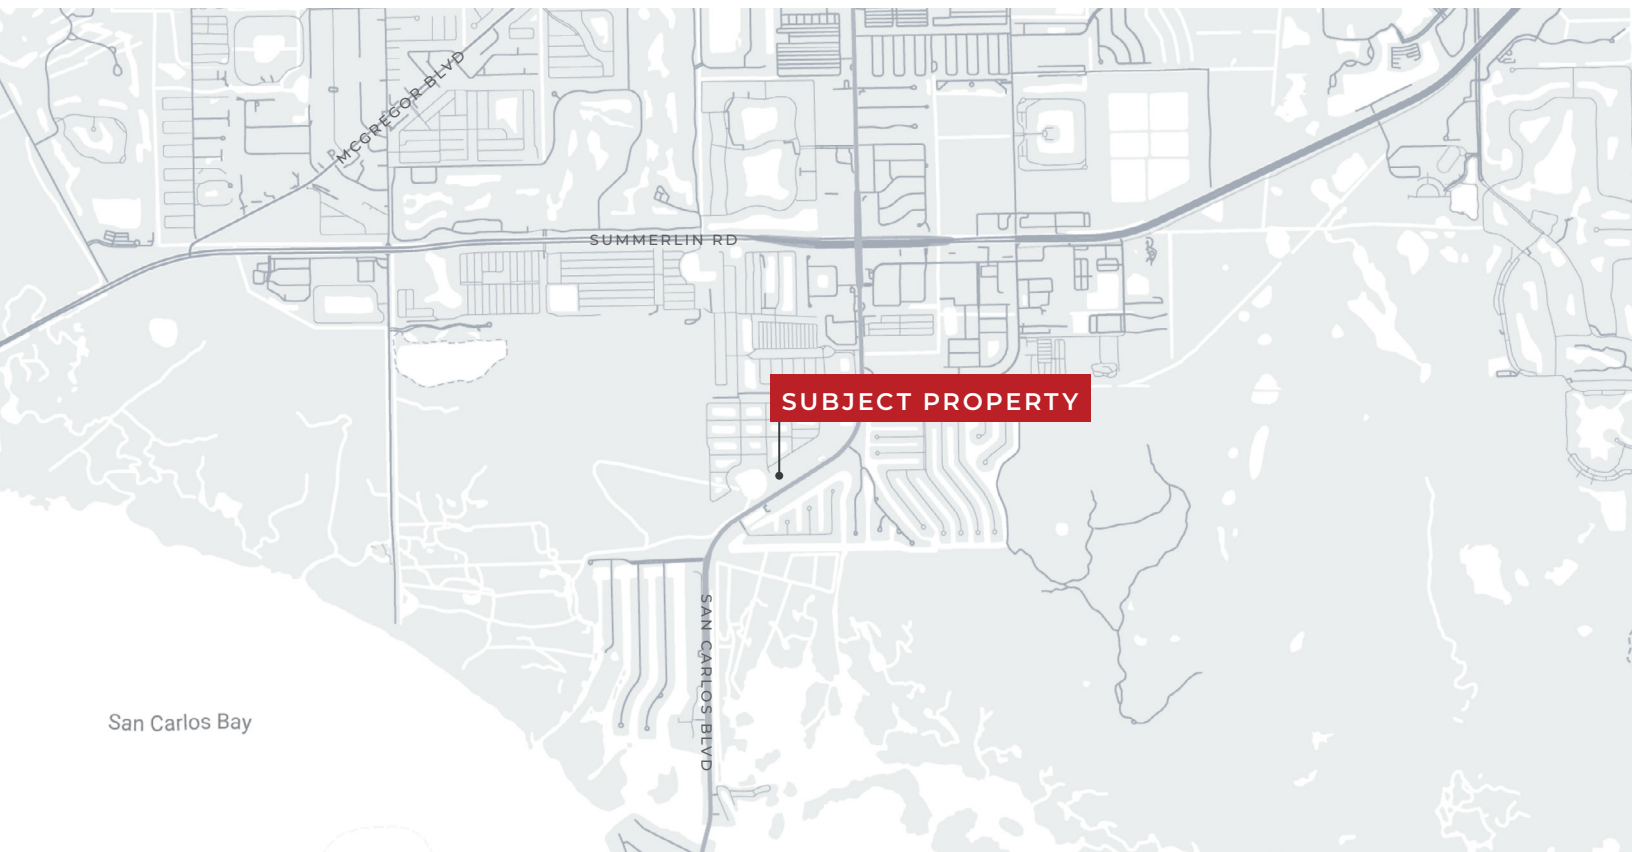 MCGREGOR BLVD
SUMMERLIN RD
SUBJECT PROPERTY
SAN CARLOS BLVD
San Carlos Bay